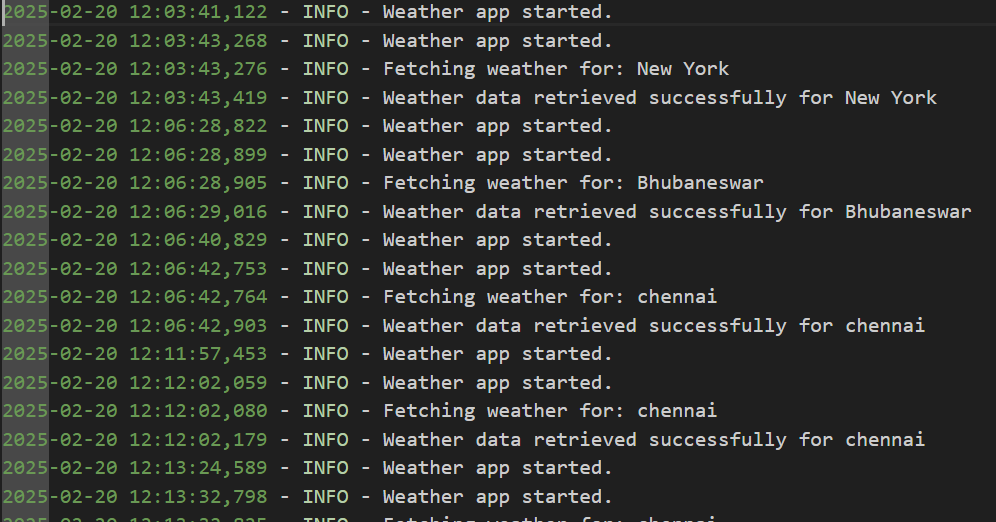 2025-02-20 12:03:41,122 - INFO - Weather app started.
2025-02-20 12:03:43,268 - INFO - Weather app started.
2025-02-20 12:03:43,276 - INFO - Fetching weather for: New York
2025-02-20 12:03:43,419 - INFO - Weather data retrieved successfully for New York
2025-02-20 12:06:28,822 - INFO - Weather app started.
2025-02-20 12:06:28,899 - INFO - Weather app started.
2025-02-20 12:06:28,905 - INFO - Fetching weather for: Bhubaneswar
2025-02-20 12:06:29,016 - INFO - Weather data retrieved successfully for Bhubaneswar
2025-02-20 12:06:40,829 - INFO - Weather app started.
2025-02-20 12:06:42,753 - INFO - Weather app started.
2025-02-20 12:06:42,764 - INFO - Fetching weather for: chennai
2025-02-20 12:06:42,903 - INFO - Weather data retrieved successfully for chennai
2025-02-20 12:11:57,453 - INFO - Weather app started.
2025-02-20 12:12:02,059 - INFO - Weather app started.
2025-02-20 12:12:02,080 - INFO - Fetching weather for: chennai
2025-02-20 12:12:02,179 - INFO - Weather data retrieved successfully for chennai
2025-02-20 12:13:24,589 - INFO - Weather app started.
2025-02-20 12:13:32,798 - INFO - Weather app started.
2025-02-20 - INFO - Fetching weather for: chennai